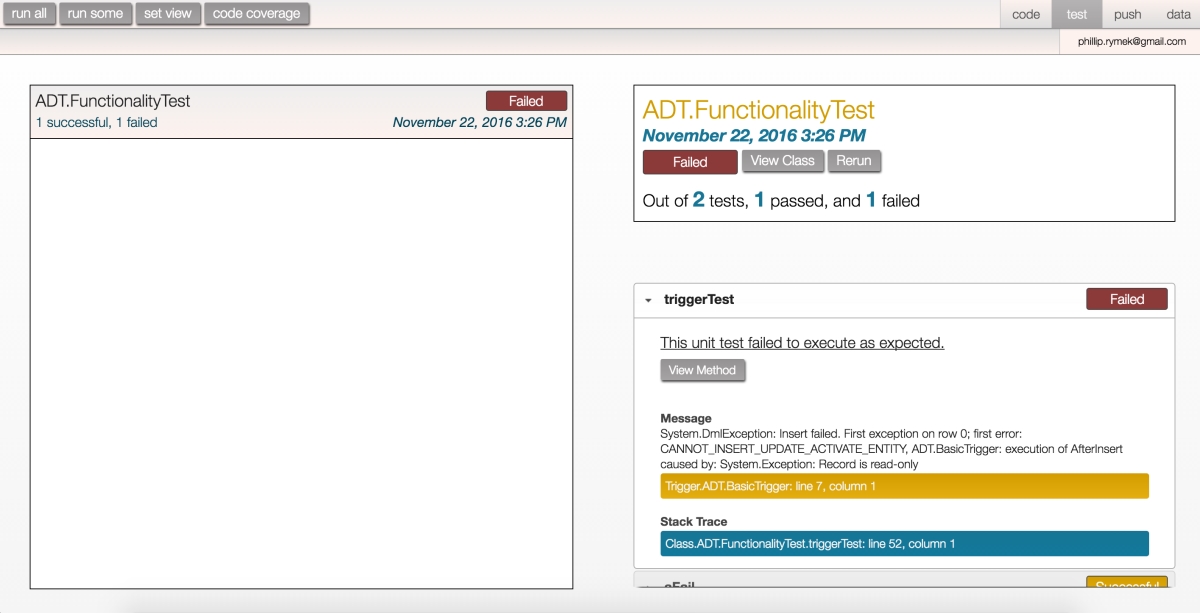 run all run some set view code coverage code test push data
phillip.rymek@gmail.com
ADT.FunctionalityTest Failed
1 successful, 1 failed November 22, 2016 3:26 PM
ADT.FunctionalityTest
November 22, 2016 3:26 PM
Failed View Class Rerun
Out of 2 tests, 1 passed, and 1 failed
triggerTest Failed
This unit test failed to execute as expected.
View Method
Message
System.DmlException: Insert failed. First exception on row 0; first error:
CANNOT_INSERT_UPDATE_ACTIVATE_ENTITY, ADT.BasicTrigger: execution of AfterInsert
caused by: System.Exception: Record is read-only
Trigger.ADT.BasicTrigger: line 7, column 1
Stack Trace
Class.ADT.FunctionalityTest.triggerTest: line 52, column 1
Successful